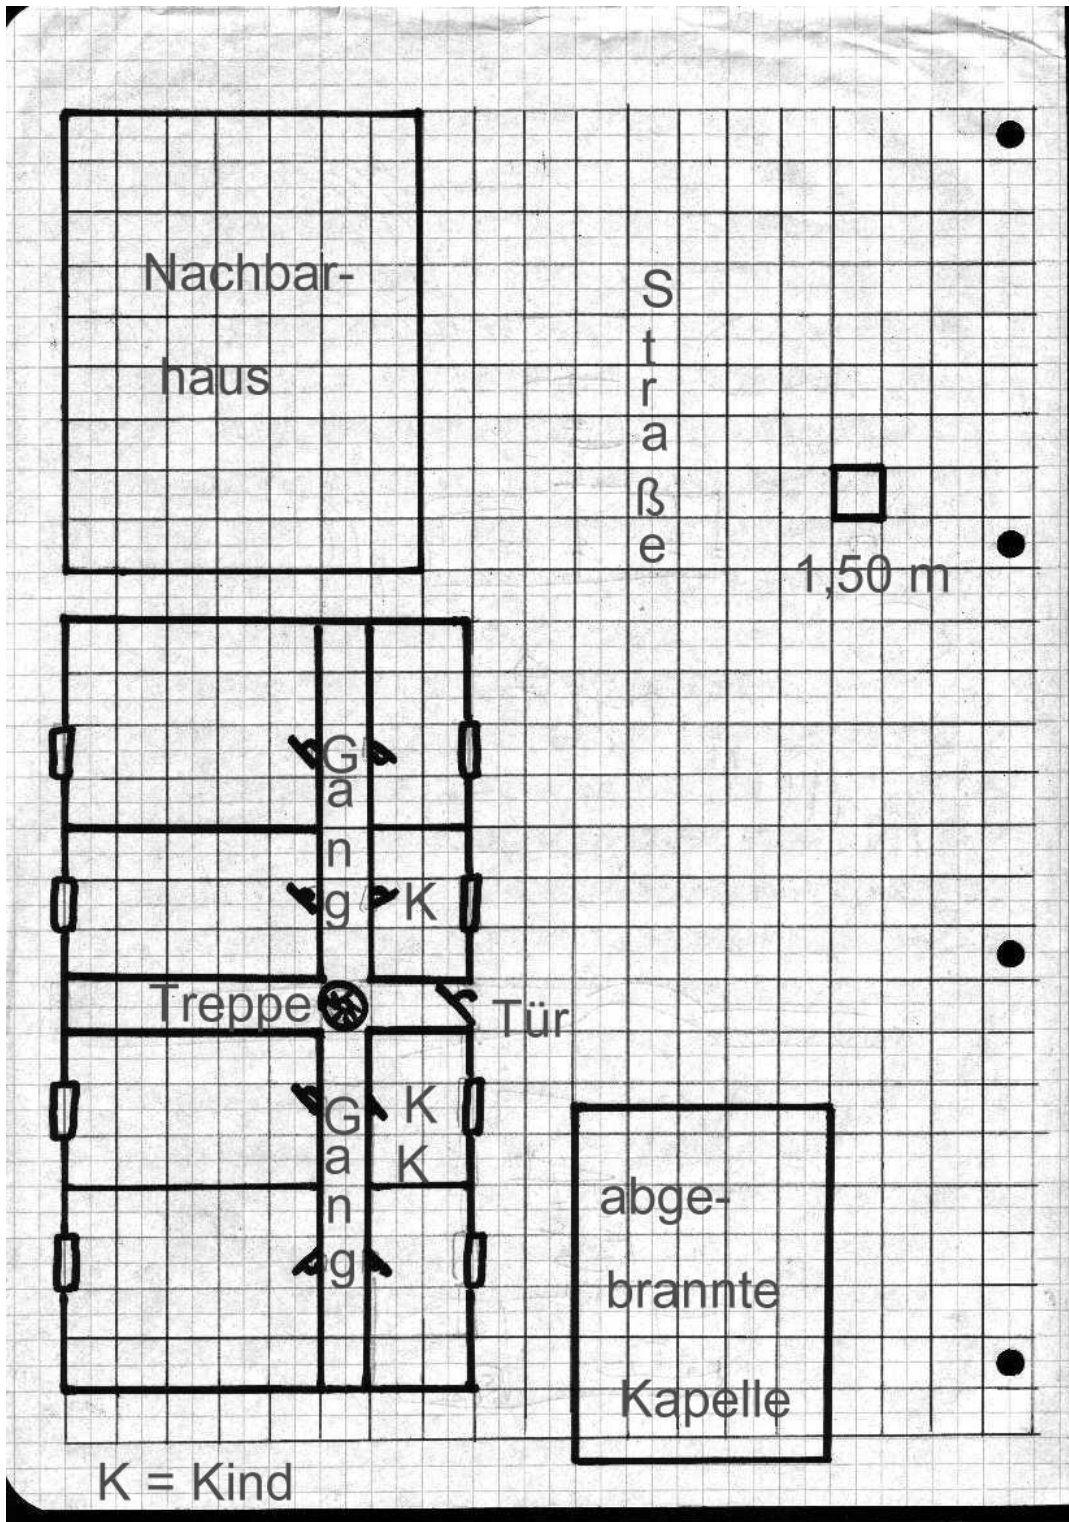 Nachbar-
haus
S
t
r
a
ß
e
1,50 m
G
a
n
g
K
Treppe
Tür
G
a
n
g
K
K
abge-
brannte
Kapelle
K = Kind